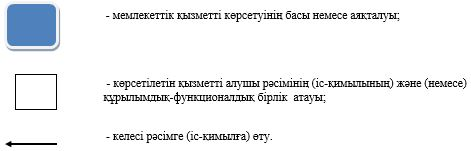 - мемлекеттік қызметті көрсетуінің басы немесе аяқталуы;
- көрсетілетін қызметті алушы рәсімінің (іс-қимылының) және (немесе)
құрылымдық-функционалдық бірлік атауы;
- келесі рәсімге (іс-қимылға) өту.